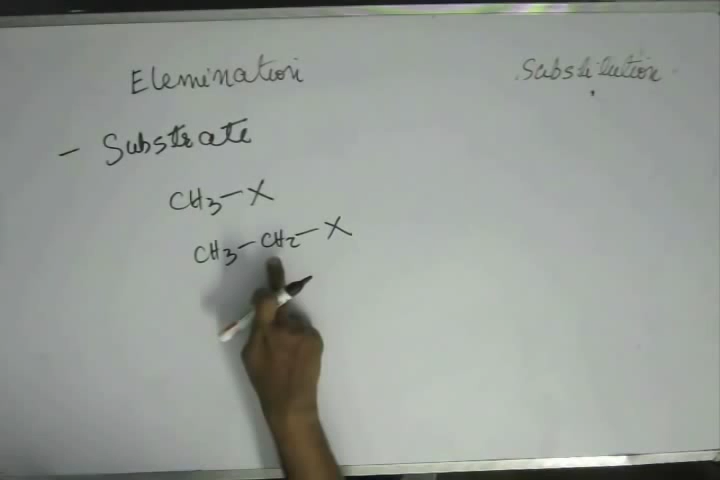 Elemination
Substitution
- Substrate
CH3-X
CH3-CH2-X